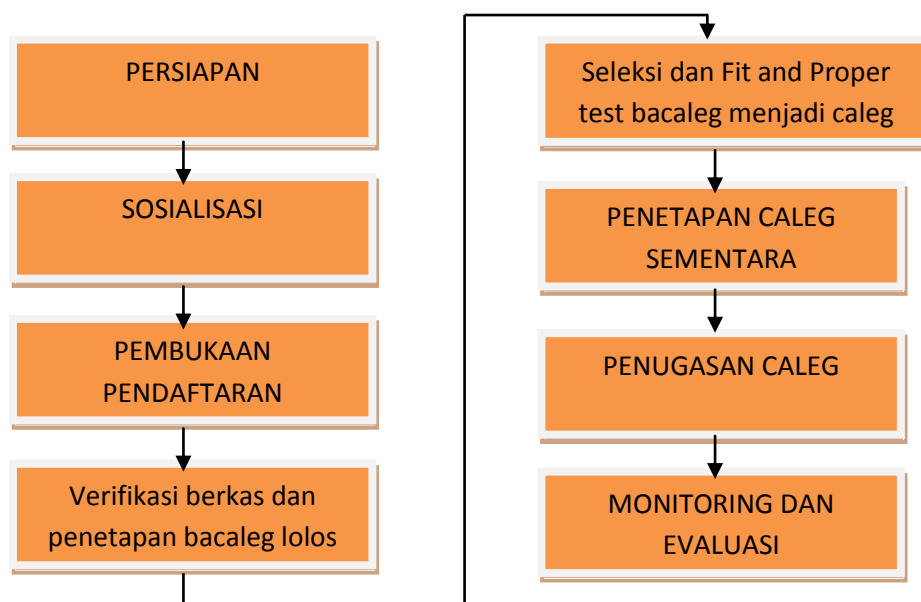 PERSIAPAN
SOSIALISASI
PEMBUKAAN
PENDAFTARAN
Verifikasi berkas dan
penetapan bacaleg lolos
Seleksi dan Fit and Proper
test bacaleg menjadi caleg
PENETAPAN CALEG
SEMENTARA
PENUGASAN CALEG
MONITORING DAN
EVALUASI